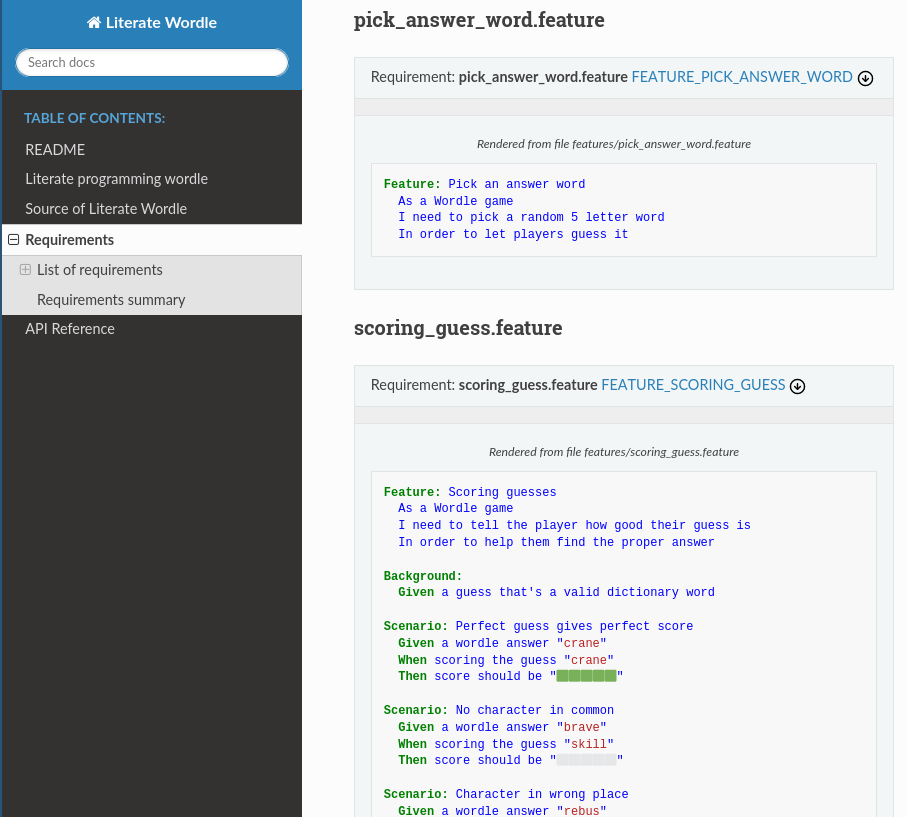 Literate Wordle
Search docs
TABLE OF CONTENTS:
README
Literate programming wordle
Source of Literate Wordle
Requirements
List of requirements
Requirements summary
API Reference
pick_answer_word.feature
Requirement: pick_answer_word.feature FEATURE_PICK_ANSWER_WORD
Rendered from file features/pick_answer_word.feature
Feature: Pick an answer word
As a Wordle game
I need to pick a random 5 letter word
In order to let players guess it
scoring_guess.feature
Requirement: scoring_guess.feature FEATURE_SCORING_GUESS
Rendered from file features/scoring_guess.feature
Feature: Scoring guesses
As a Wordle game
I need to tell the player how good their guess is
In order to help them find the proper answer
Background:
Given a guess that's a valid dictionary word
Scenario: Perfect guess gives perfect score
Given a wordle answer "crane"
When scoring the guess "crane"
Then score should be "🟩🟩🟩🟩🟩"
Scenario: No character in common
Given a wordle answer "brave"
When scoring the guess "skill"
Then score should be "⬜⬜⬜⬜⬜"
Scenario: Character in wrong place
Given a wordle answer "rebus"